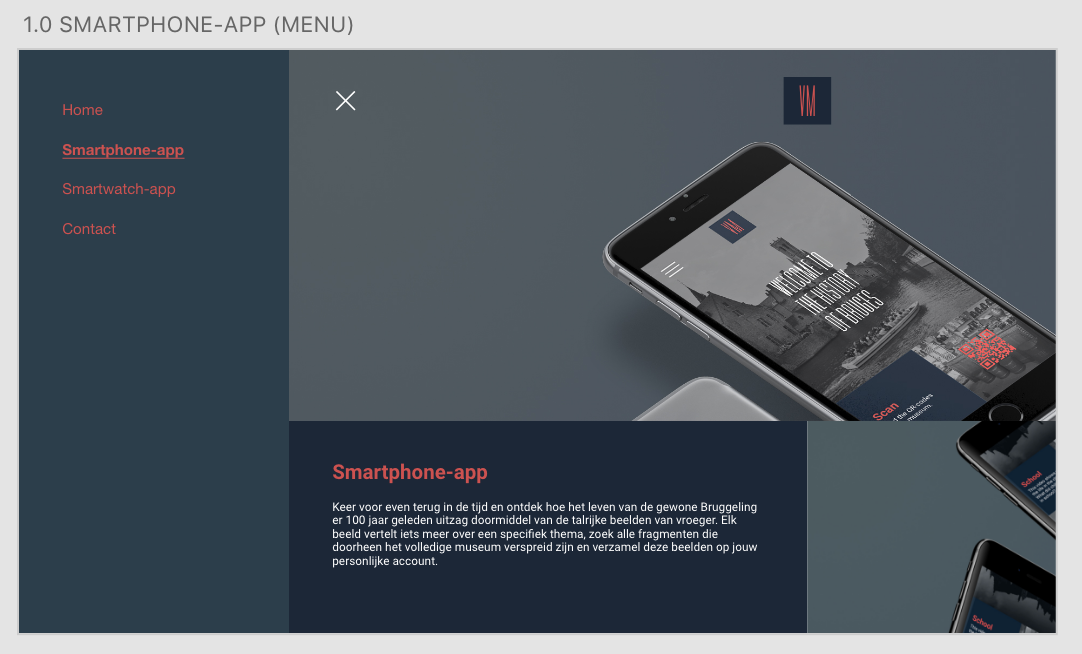 1.0 SMARTPHONE-APP (MENU)
Home
Smartphone-app
Smartwatch-app
Contact
VM
WELCOME TO
THE HISTORY
OF BRUGES
Scan
the QR-codes
museum.
Smartphone-app
Keer voor even terug in de tijd en ontdek hoe het leven van de gewone Bruggeling
er 100 jaar geleden uitzag doormiddel van de talrijke beelden van vroeger. Elk
beeld vertelt iets meer over een specifiek thema, zoek alle fragmenten die
doorheen het volledige museum verspreid zijn en verzamel deze beelden op jouw
personlijke account.
School
School